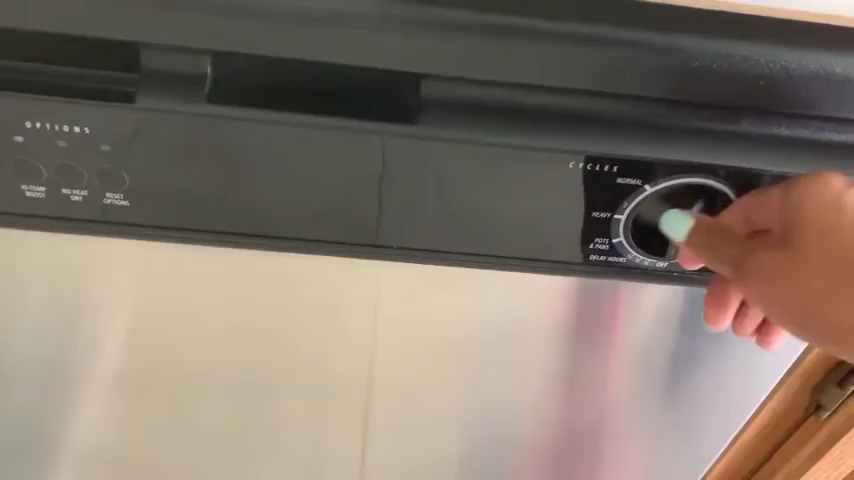 OPTIONS
HI-TEMP
BOOST
NO HEAT
DRY
RESET
OPTIONS
CYCLES
NORMAL
HEAVY
POTS
& PANS
DELAY HOURS
OFF